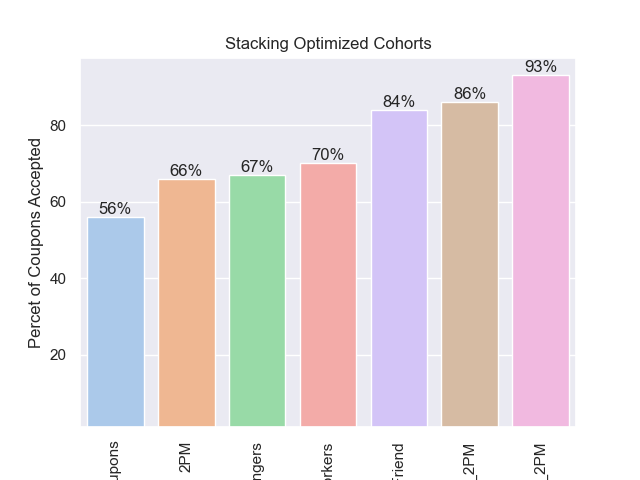 Stacking Optimized Cohorts
Percet of Coupons Accepted
80
60
40
20
56%
66%
67%
70%
84%
86%
93%
upons
2PM
ngers
rkers
Friend
_2PM
_2PM